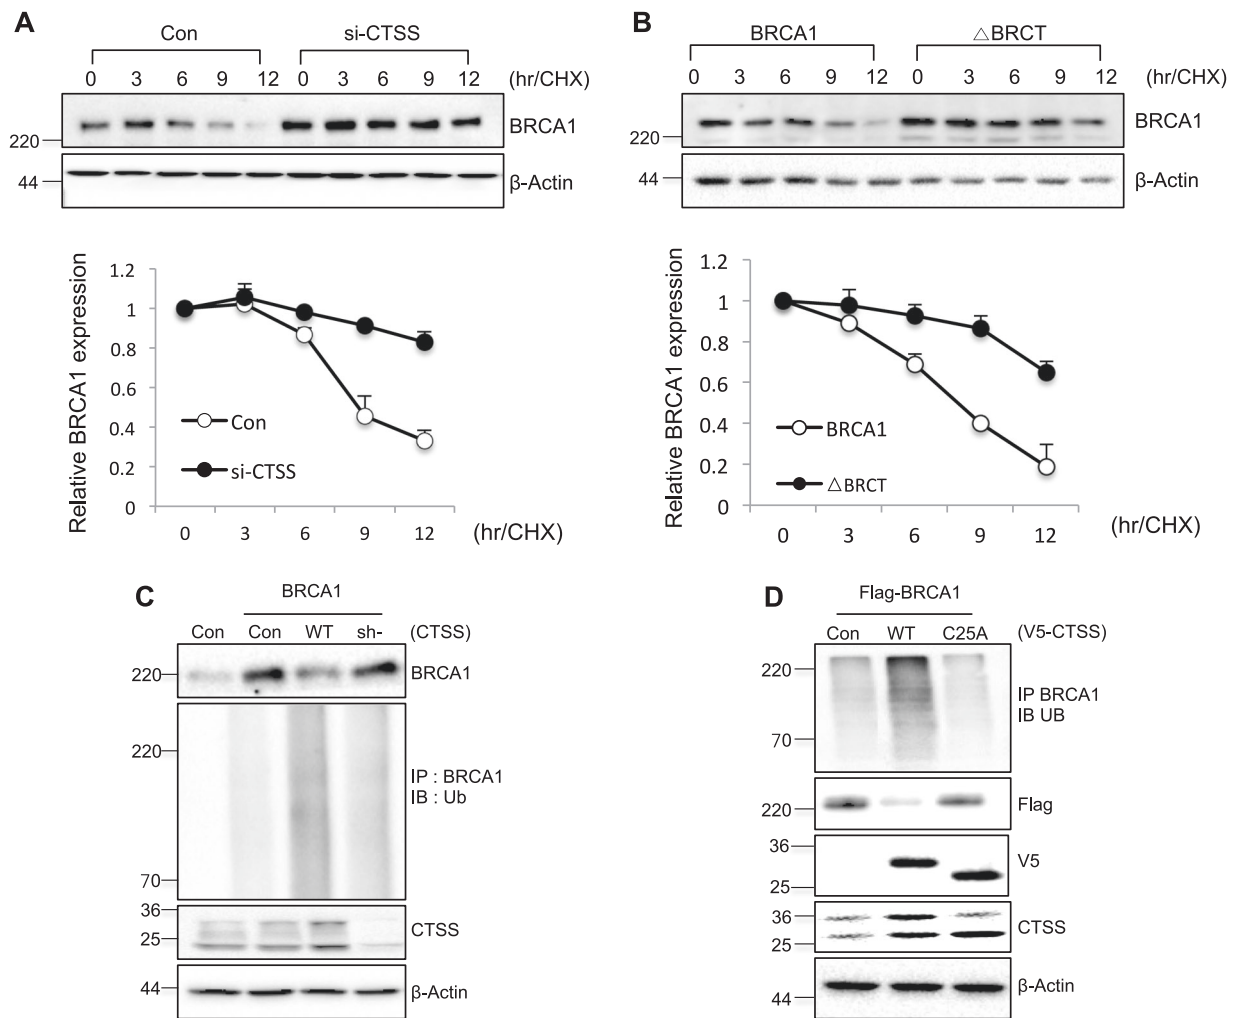 A
Con
si-CTSS
0 3 6 9 12 0 3 6 9 12 (hr/CHX)
BRCA1
220
44
β-Actin
Relative BRCA1 expression
1.2
1
0.8
0.6
0.4
0.2
0
Con
si-CTSS
0 3 6 9 12 (hr/CHX)
B
BRCA1
△BRCT
0 3 6 9 12 0 3 6 9 12 (hr/CHX)
BRCA1
220
44
β-Actin
Relative BRCA1 expression
1.2
1
0.8
0.6
0.4
0.2
0
BRCA1
△BRCT
0 3 6 9 12 (hr/CHX)
C
BRCA1
Con Con WT sh- (CTSS)
220
BRCA1
220
IP : BRCA1
IB : Ub
70
36
CTSS
25
44
β-Actin
D
Flag-BRCA1
Con WT C25A (V5-CTSS)
220
IP BRCA1
IB UB
70
Flag
220
36
V5
25
36
CTSS
25
β-Actin
44